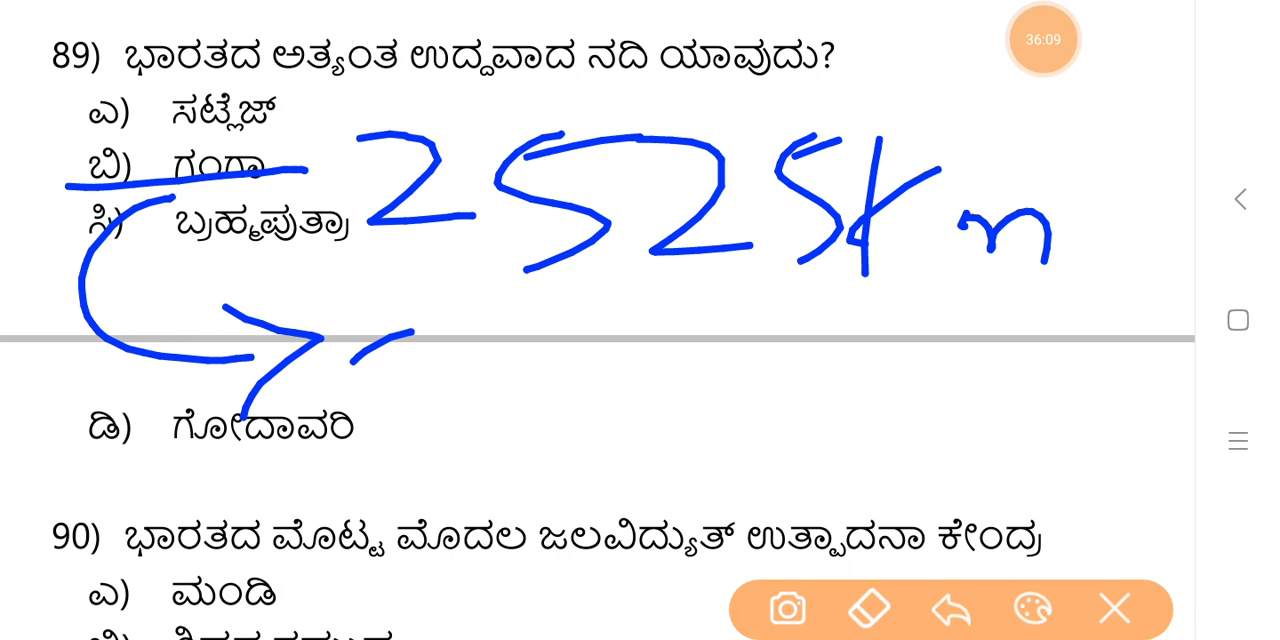 36:09
89) ಭಾರತದ ಅತ್ಯಂತ ಉದ್ದವಾದ ನದಿ ಯಾವುದು?
ಎ) ಸಟ್ಲೆಜ್
ಬಿ) ಗಂಗಾ
2525km
ಸಿ) ಬ್ರಹ್ಮಪುತ್ರಾ
ಡಿ) ಗೋದಾವರಿ
90) ಭಾರತದ ಮೊಟ್ಟ ಮೊದಲ ಜಲವಿದ್ಯುತ್ ಉತ್ಪಾದನಾ ಕೇಂದ್ರ
ಎ) ಮಂಡಿ